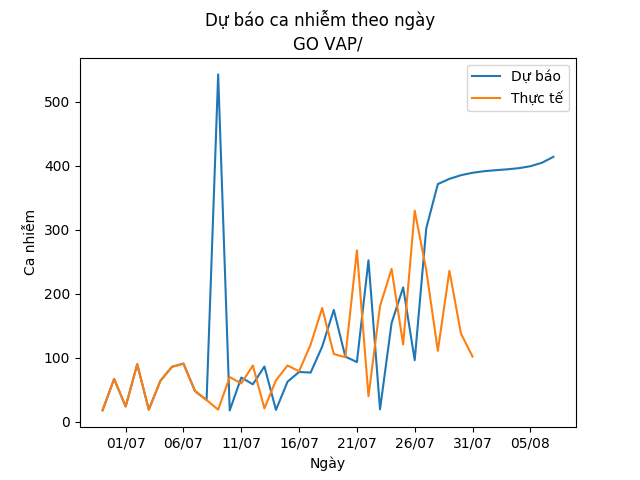 Dự báo ca nhiễm theo ngày
GO VAP/
Dự báo
Thực tế
Ca nhiễm
500
400
300
200
100
0
01/07 06/07 11/07 16/07 21/07 26/07 31/07 05/08
Ngày